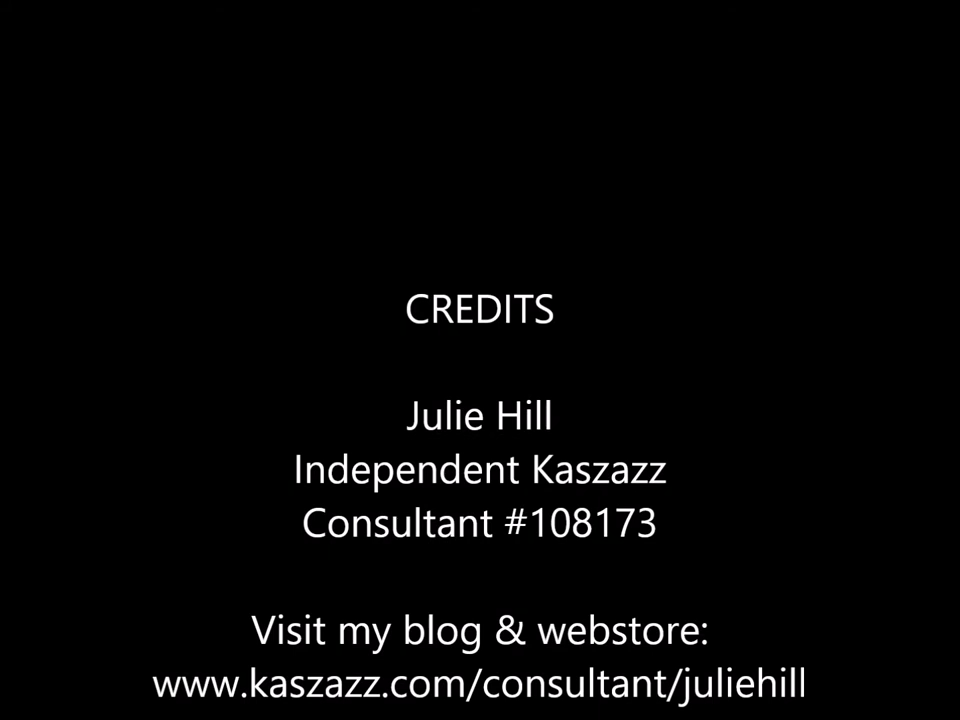 CREDITS
Julie Hill
Independent Kaszazz
Consultant #108173
Visit my blog & webstore:
www.kaszazz.com/consultant/juliehill